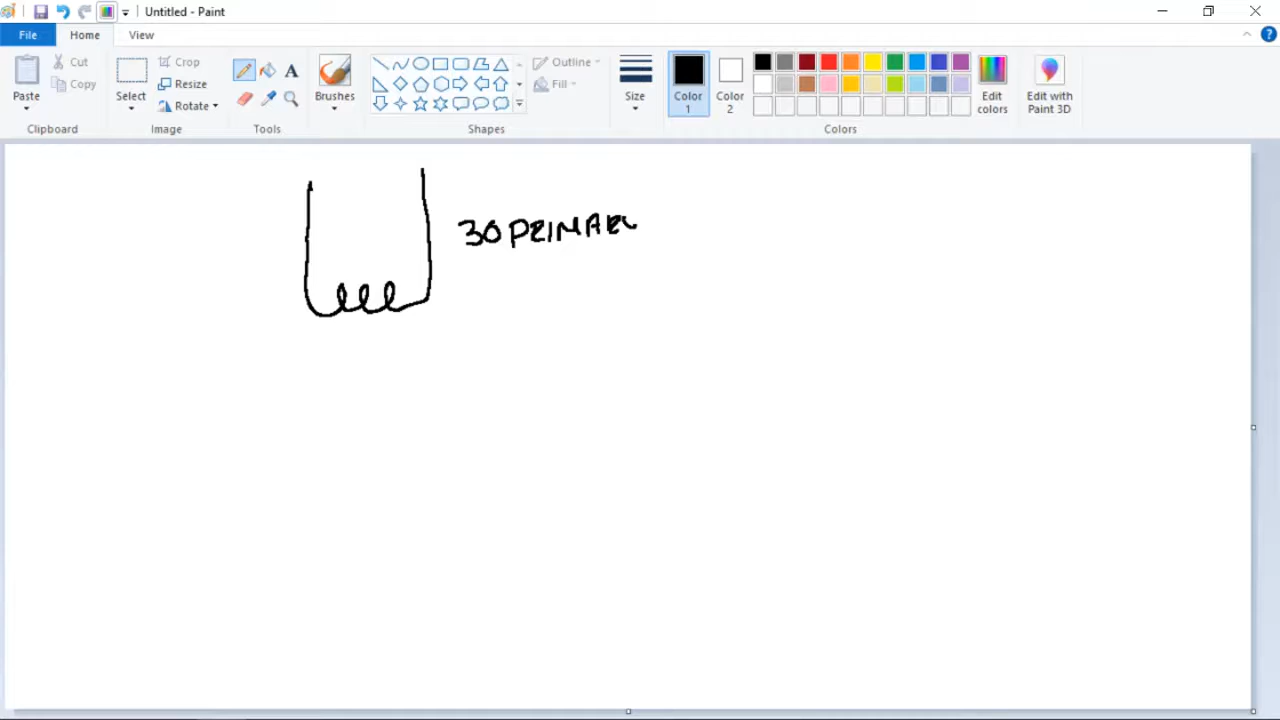 Untitled - Paint
File
Home
View
Paste
Cut
Copy
Clipboard
Select
Crop
Resize
Rotate
Image
Tools
Brushes
Shapes
Outline
Fill
Size
Color 1
Color 2
Edit colors
Edit with Paint 3D
Colors
30